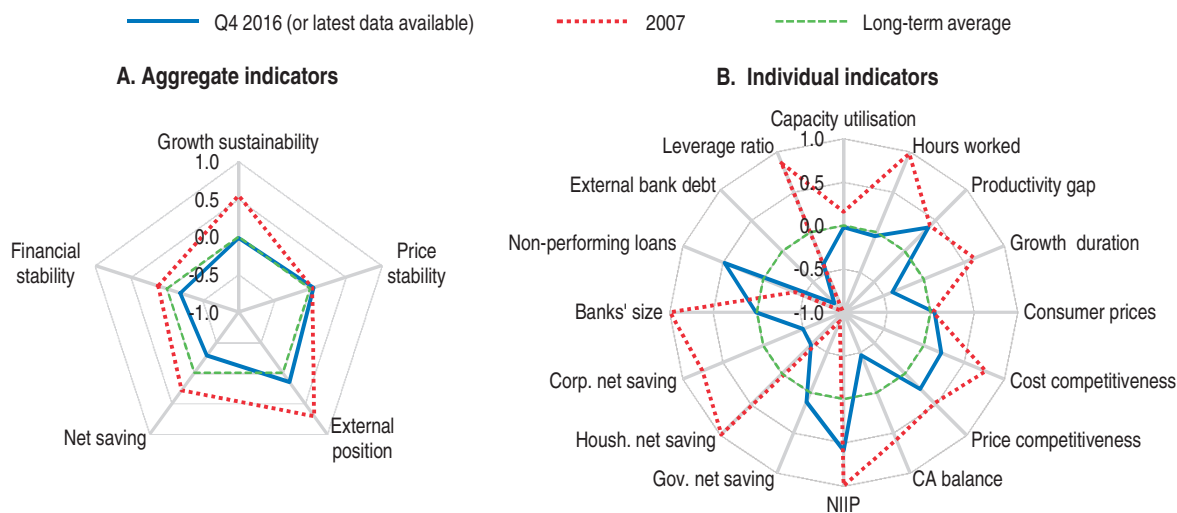 Q4 2016 (or latest data available)
2007
Long-term average
A. Aggregate indicators
Growth sustainability
1.0
0.5
0.0
-0.5
-1.0
Price
stability
External
position
Net saving
Financial
stability
B. Individual indicators
Capacity utilisation
1.0
0.5
0.0
-0.5
-1.0
Hours worked
Productivity gap
Growth duration
Consumer prices
Cost competitiveness
Price competitiveness
CA balance
NIIP
Gov. net saving
Housh. net saving
Corp. net saving
Banks' size
Non-performing loans
External bank debt
Leverage ratio